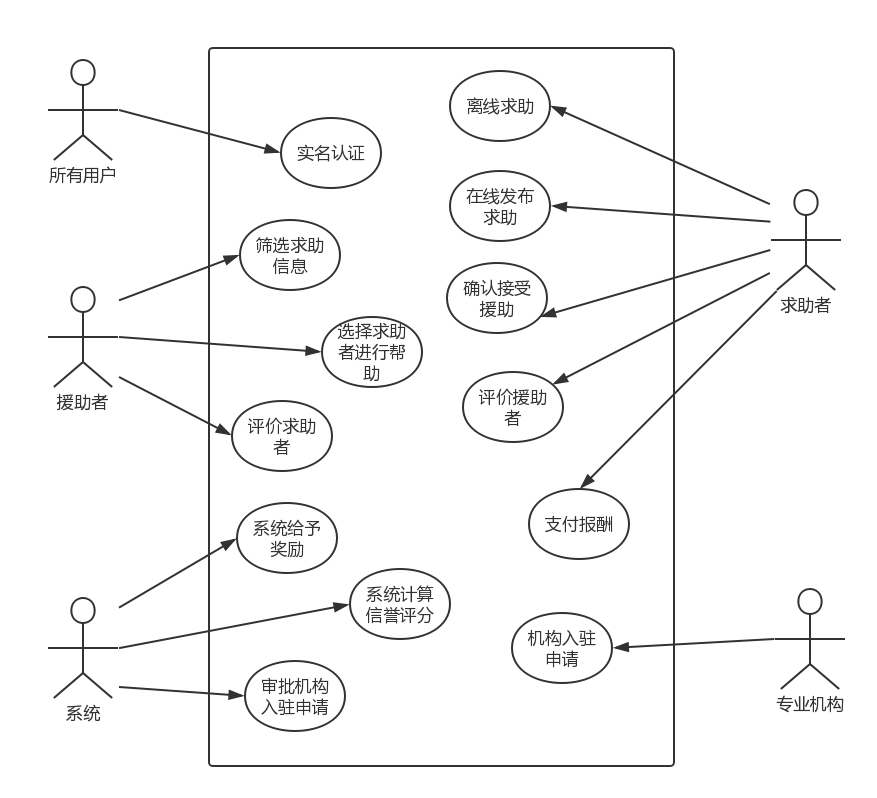 所有用户
实名认证
筛选求助
信息
援助者
选择求助
者进行帮
助
评价求助
者
系统给予
奖励
系统计算
信誉评分
系统
审批机构
入驻申请
离线求助
在线发布
求助
确认接受
援助
求助者
评价援助
者
支付报酬
机构入驻
申请
专业机构